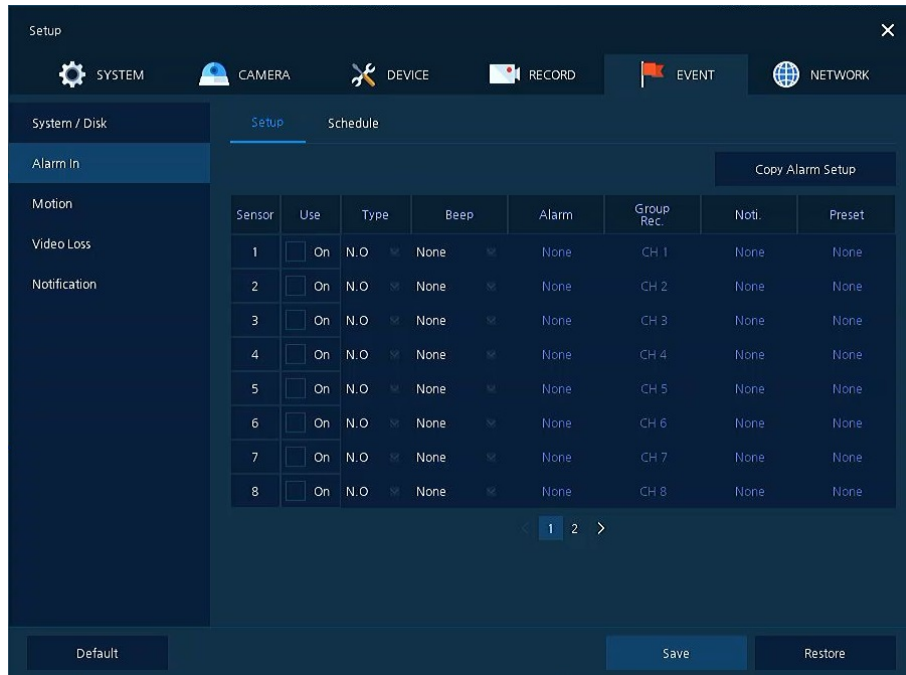 Setup
SYSTEM CAMERA DEVICE RECORD EVENT NETWORK
System / Disk
Alarm In
Motion
Video Loss
Notification
Setup Schedule
Copy Alarm Setup
Sensor Use Type Beep Alarm Group Rec. Noti. Preset
1 On N.O None None CH 1 None None
2 On N.O None None CH 2 None None
3 On N.O None None CH 3 None None
4 On N.O None None CH 4 None None
5 On N.O None None CH 5 None None
6 On N.O None None CH 6 None None
7 On N.O None None CH 7 None None
8 On N.O None None CH 8 None None
1 2 >
Default Save Restore